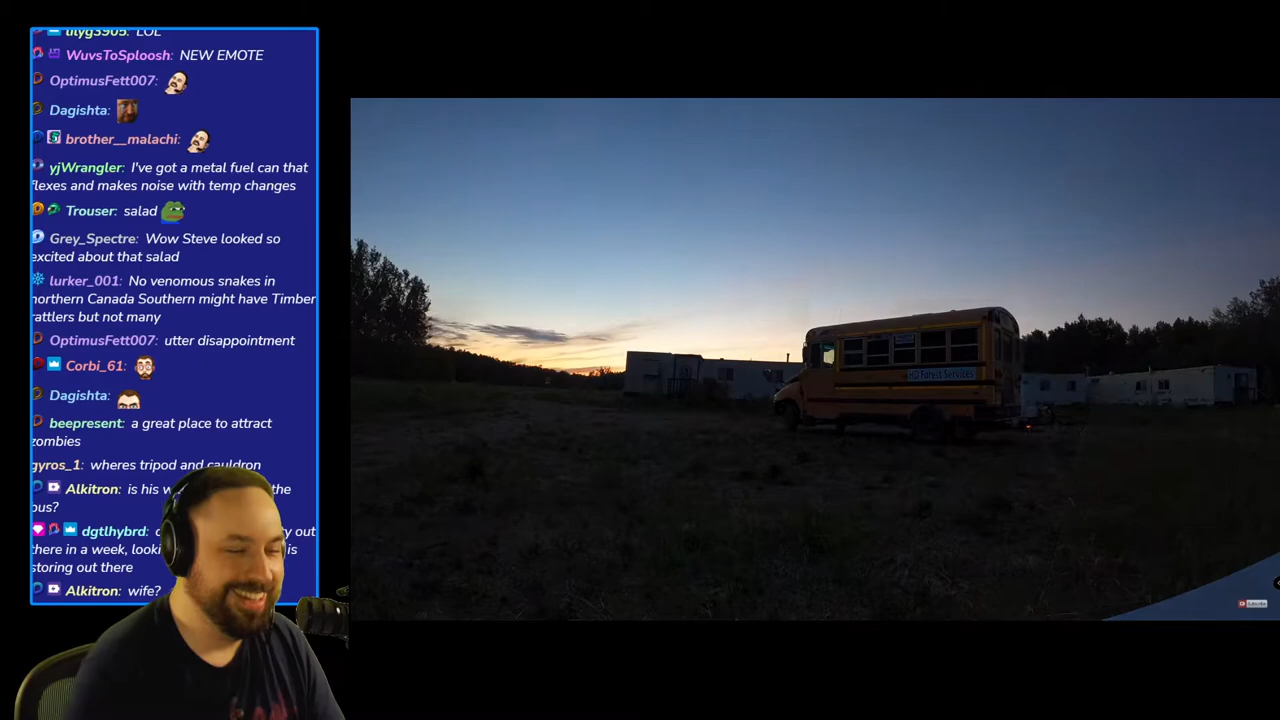 lilyg3905: LOL
WuvsToSploosh: NEW EMOTE
OptimusFett007:
Dagishta:
brother__malachi:
yjWrangler: I've got a metal fuel can that
flexes and makes noise with temp changes
Trouser: salad
Grey_Spectre: Wow Steve looked so
excited about that salad
lurker_001: No venomous snakes in
northern Canada Southern might have Timber
rattlers but not many
OptimusFett007: utter disappointment
Corbi_61:
Dagishta:
beepresent: a great place to attract
zombies
gyros_1: wheres tripod and cauldron
Alkitron: is his the
bus?
dgtlhybrd: out
there in a week, is
storing out there
Alkitron: wife?
HD Forest Services
Subscribe